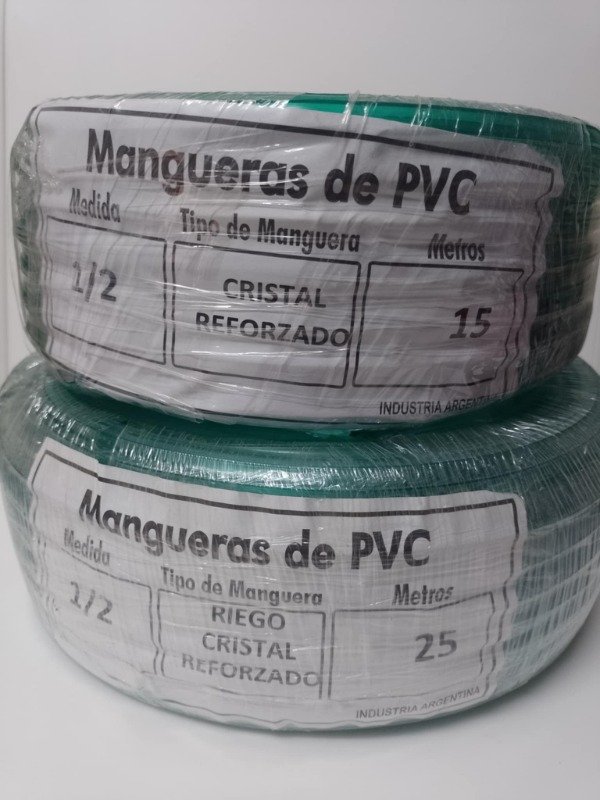 Mangueras de PVC
Medida Tipo de Manguera Metros
1/2 CRISTAL REFORZADO 15
INDUSTRIA ARGENTINA
Mangueras de PVC
Medida Tipo de Manguera Metros
1/2 RIEGO CRISTAL REFORZADO 25
INDUSTRIA ARGENTINA